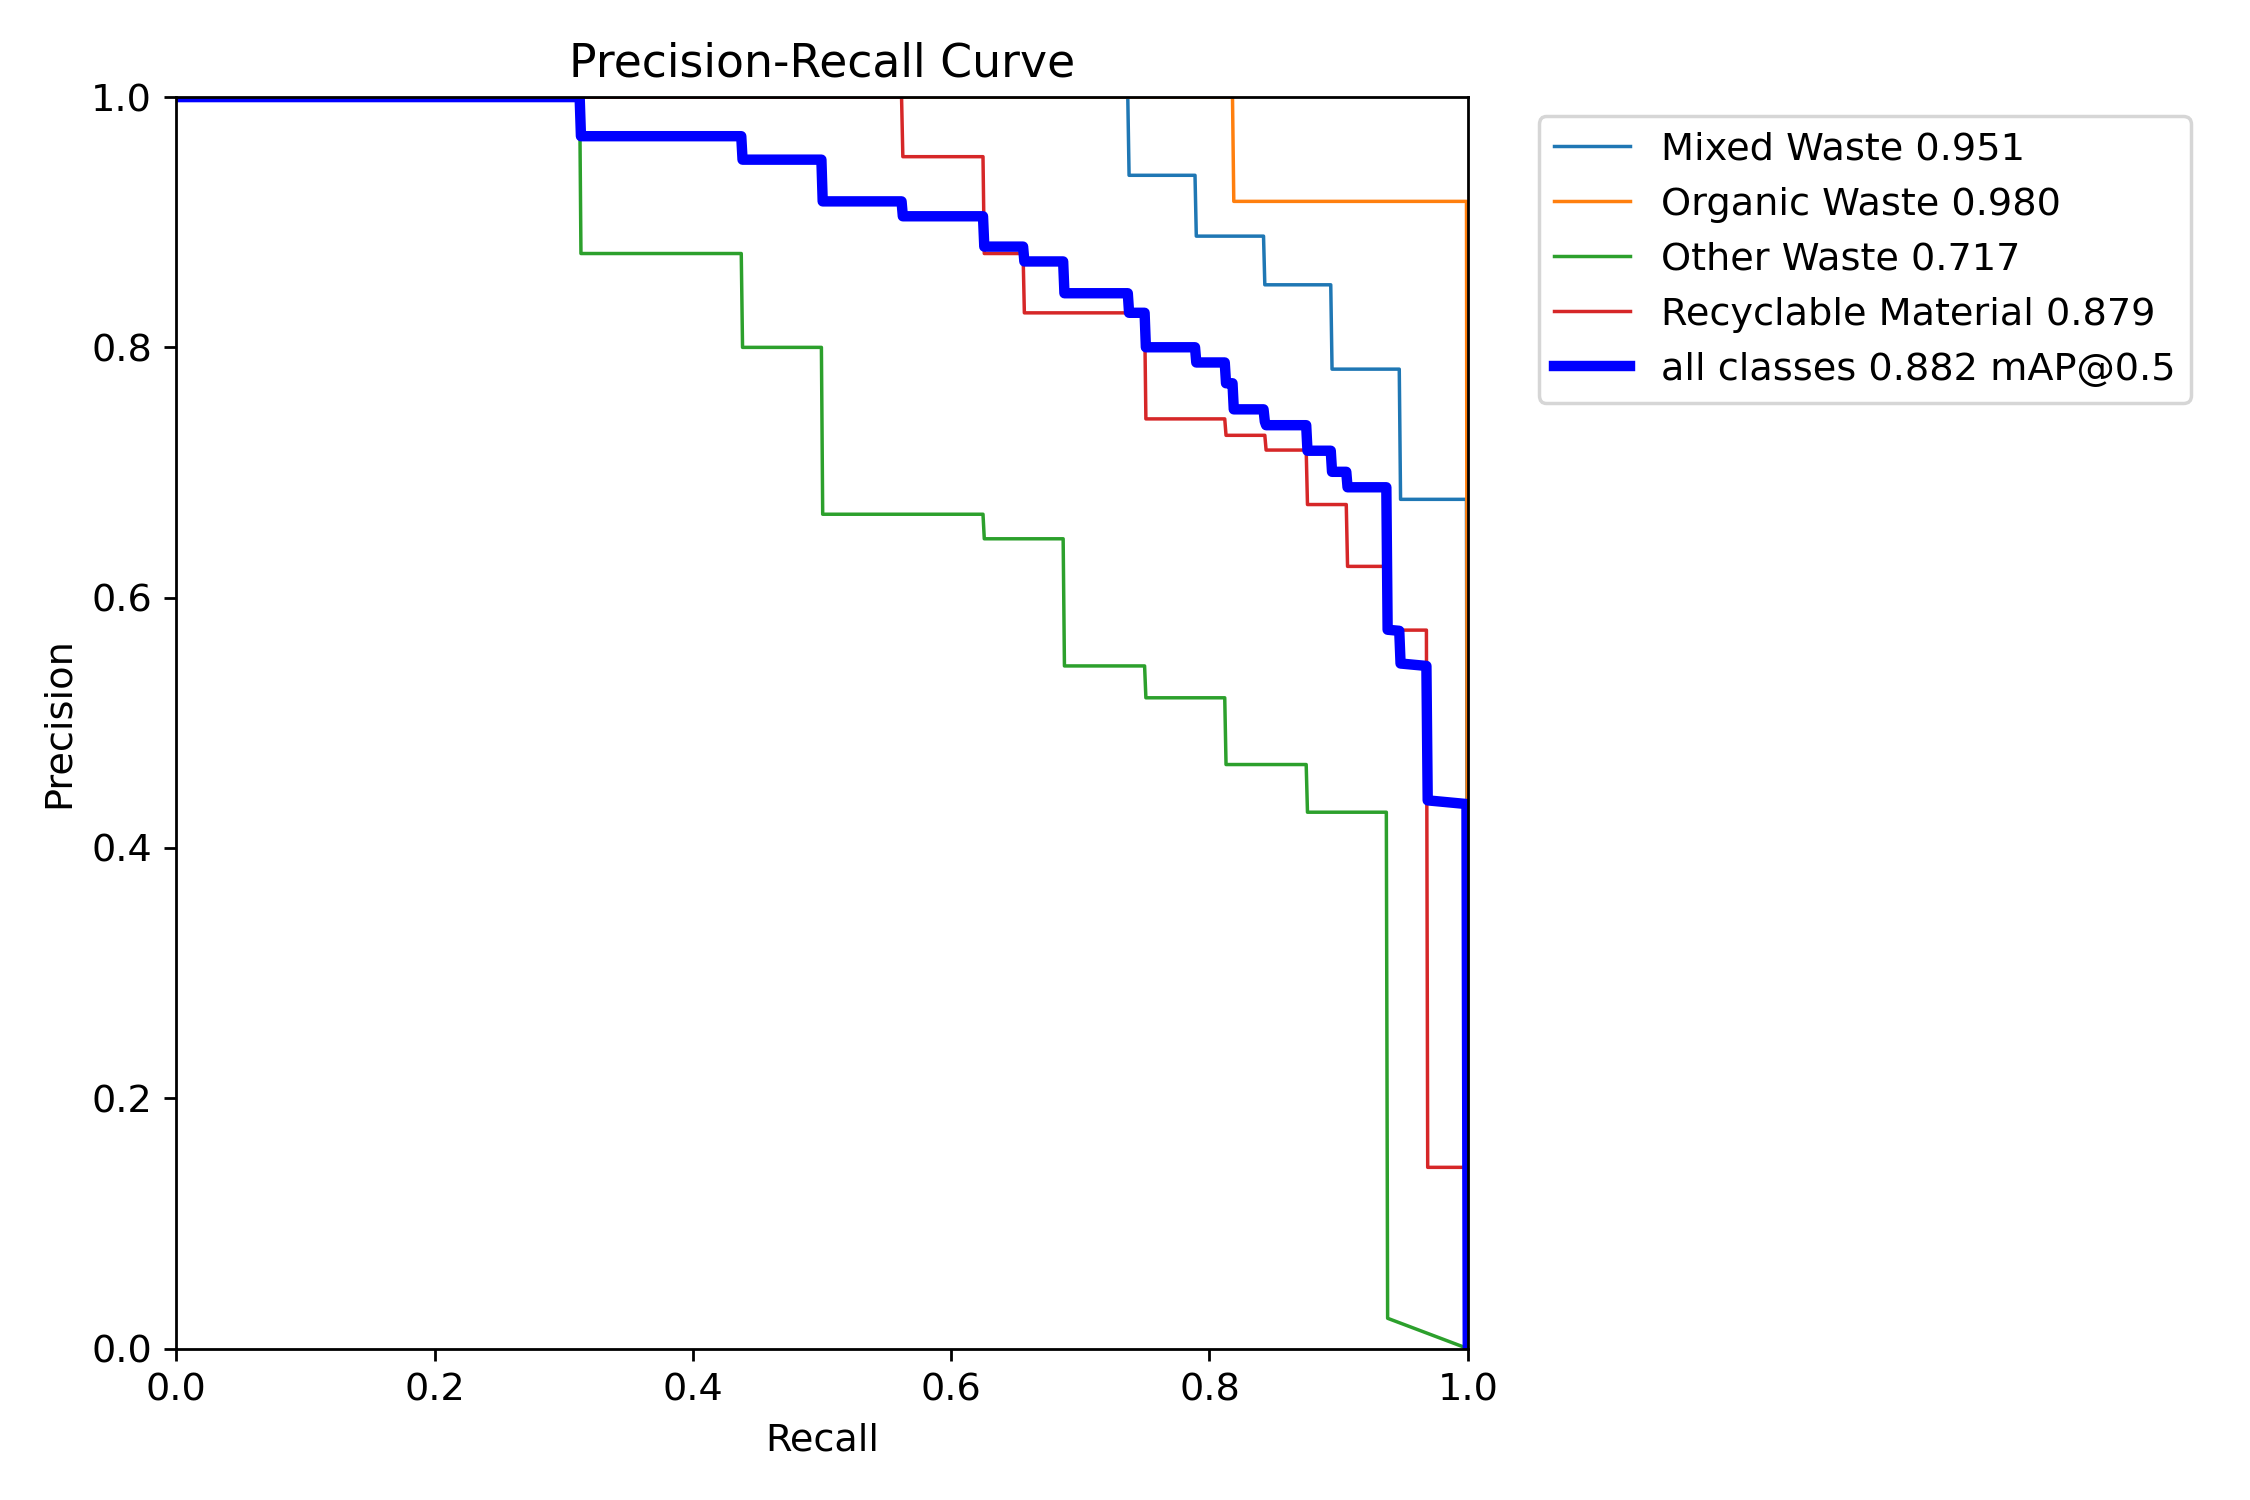 Precision-Recall Curve
1.0
0.8
0.6
0.4
0.2
0.0
Precision
0.0 0.2 0.4 0.6 0.8 1.0
Recall
Mixed Waste 0.951
Organic Waste 0.980
Other Waste 0.717
Recyclable Material 0.879
all classes 0.882 mAP@0.5